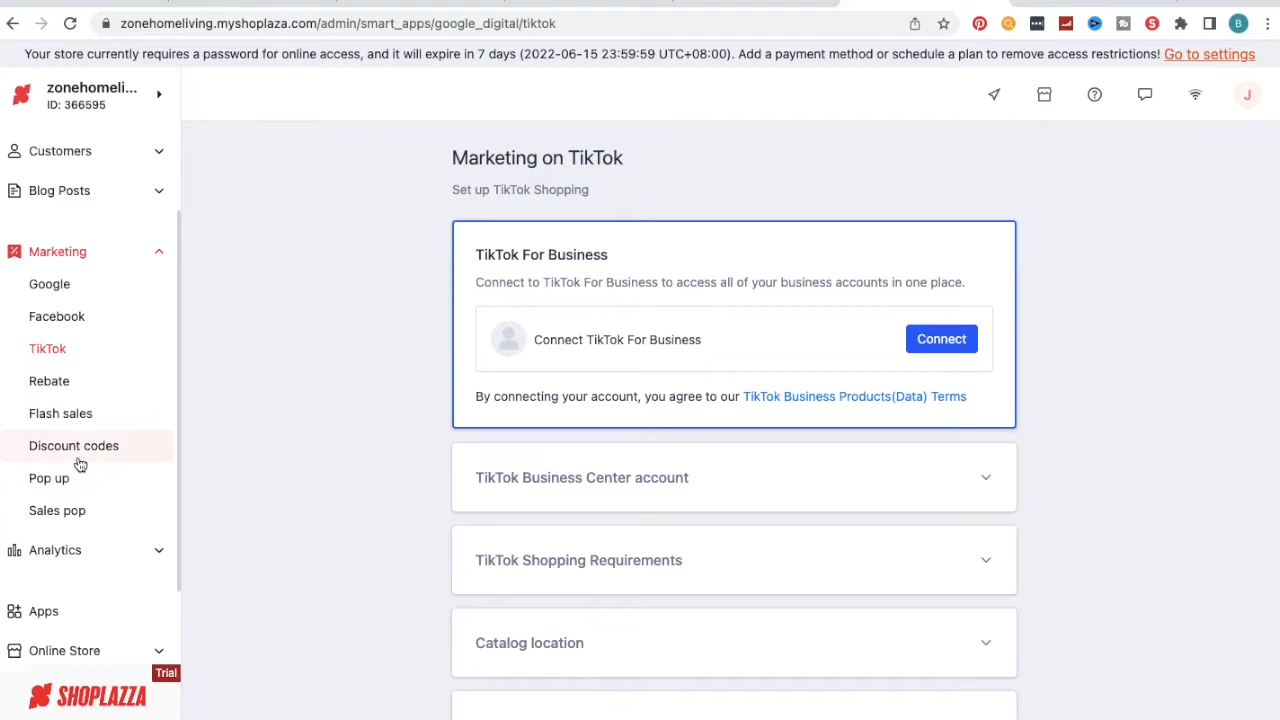 zonehomeliving.myshoplaza.com/admin/smart_apps/google_digital/tiktok
B
Your store currently requires a password for online access, and it will expire in 7 days (2022-06-15 23:59:59 UTC+08:00). Add a payment method or schedule a plan to remove access restrictions! Go to settings
zonehomeli...
ID: 366595
J
Customers
Blog Posts
Marketing
Google
Facebook
TikTok
Rebate
Flash sales
Discount codes
Pop up
Sales pop
Analytics
Apps
Online Store
Trial
SHOPLAZZA
Marketing on TikTok
Set up TikTok Shopping
TikTok For Business
Connect to TikTok For Business to access all of your business accounts in one place.
Connect TikTok For Business
Connect
By connecting your account, you agree to our TikTok Business Products(Data) Terms
TikTok Business Center account
TikTok Shopping Requirements
Catalog location